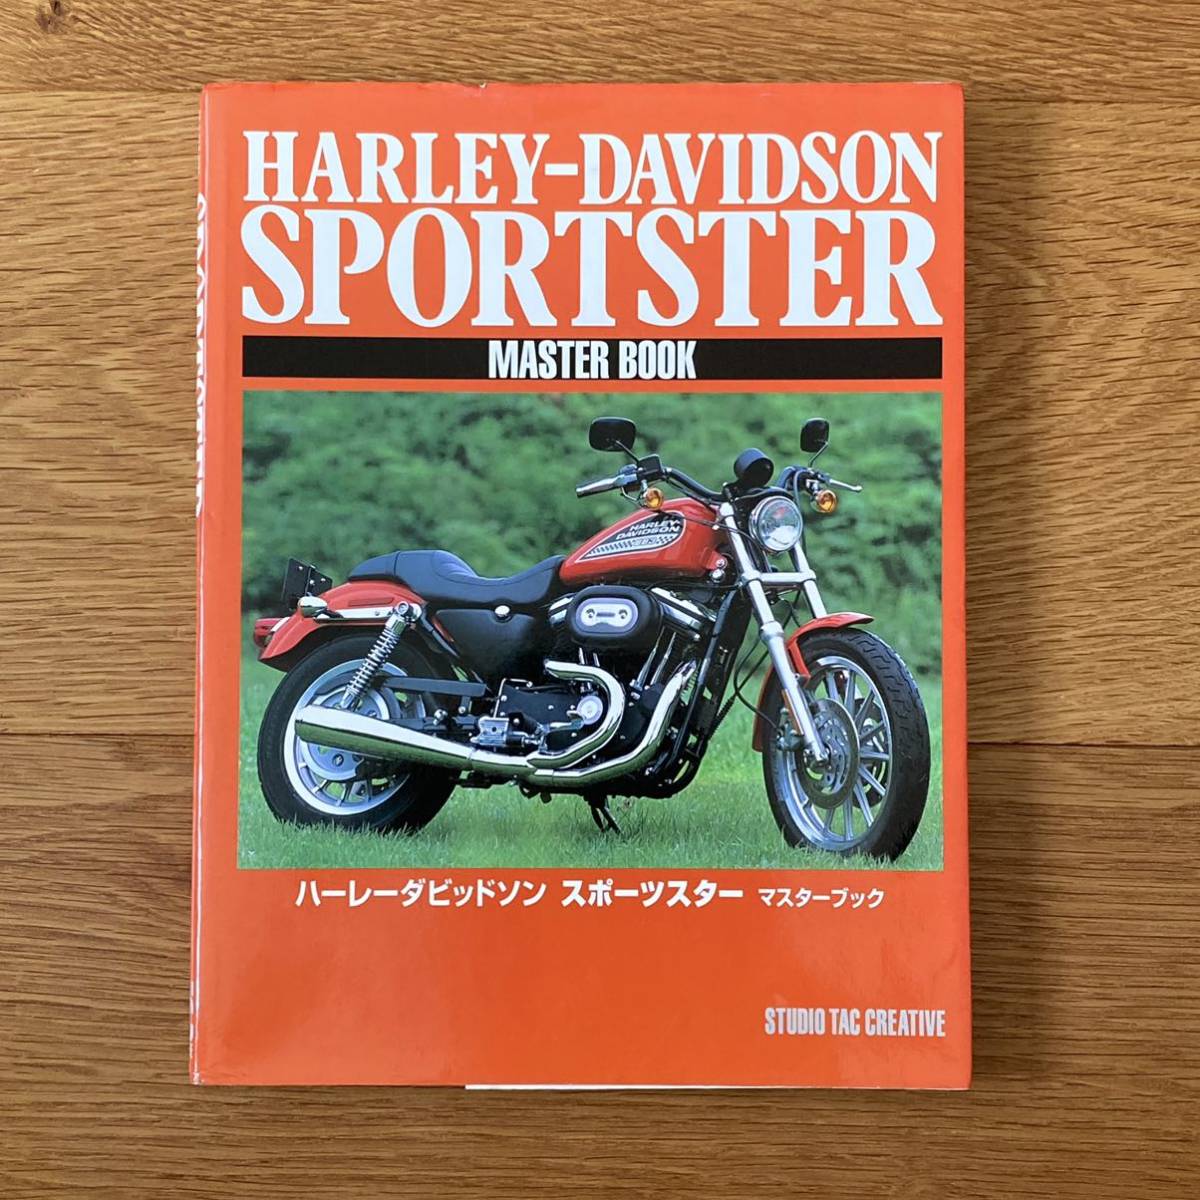 HARLEY-DAVIDSON
SPORTSTER
MASTER BOOK
HARLEY-
DAVIDSON
883
ハーレーダビッドソン スポーツスター マスターブック
STUDIO TAC CREATIVE